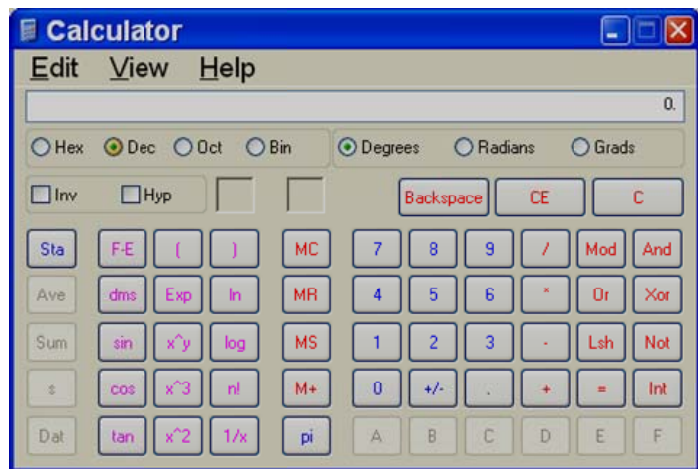 Calculator
Edit View Help
0.
Hex Dec Oct Bin Degrees Radians Grads
Inv Hyp Backspace CE C
Sta F-E ( ) MC 7 8 9 / Mod And
Ave dms Exp ln MR 4 5 6 * Or Xor
Sum sin x^y log MS 1 2 3 - Lsh Not
s cos x^3 n! M+ 0 +/- . + = Int
Dat tan x^2 1/x pi A B C D E F